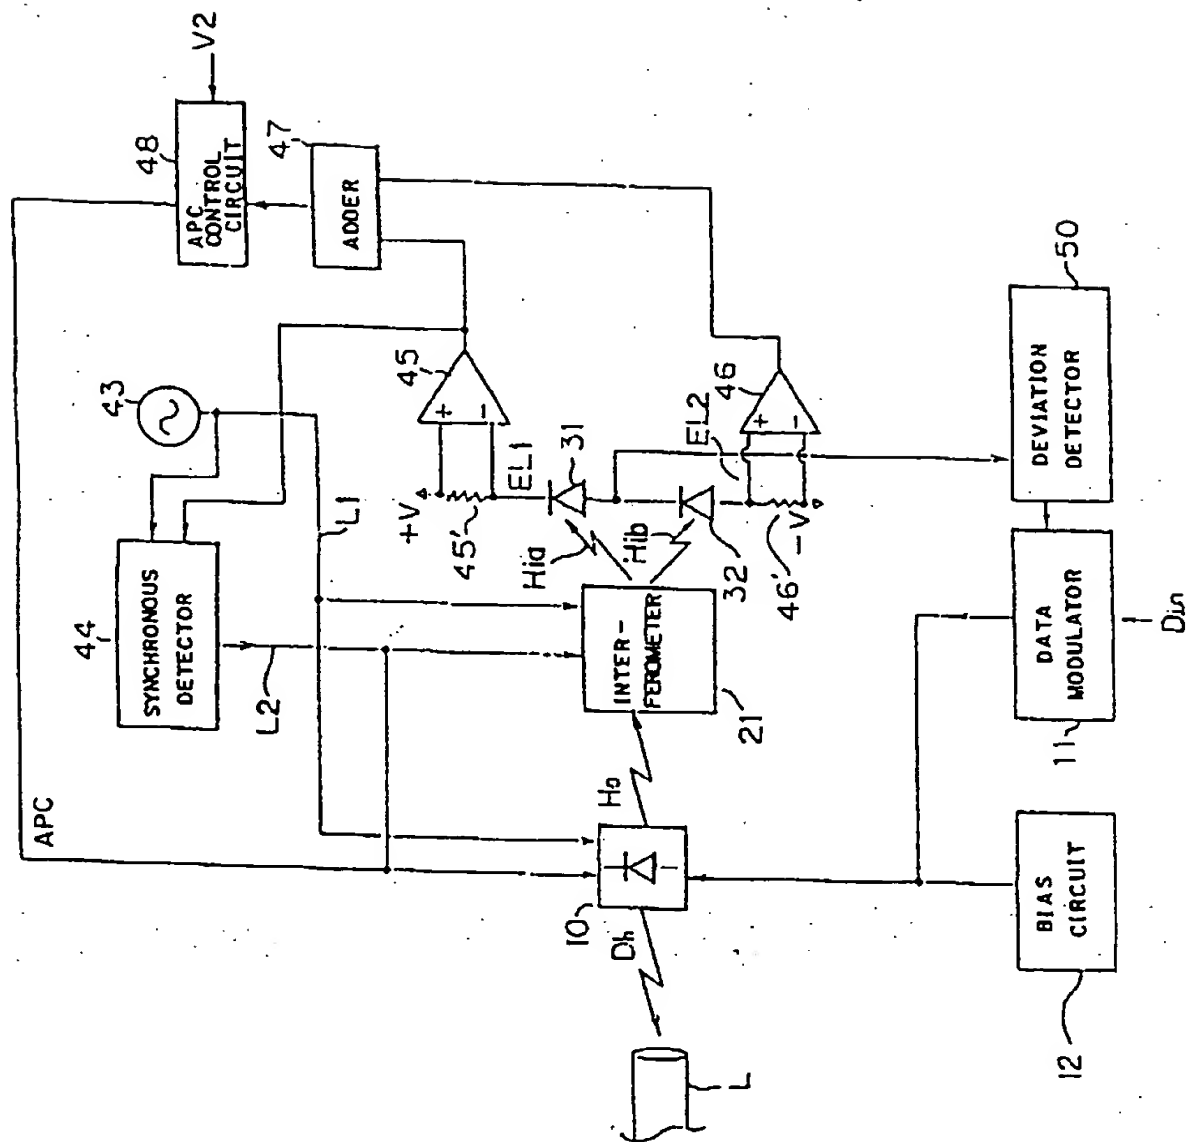 V2
48
APC
CONTROL
CIRCUIT
47
ADDER
APC
43
44
SYNCHRONOUS
DETECTOR
L1
L2
45
+
-
+V
45'
EL1
31
46
+
-
EL2
Hia
Hib
32
46'
-V
INTER-
FEROMETER
21
Ho
10
Dh
L
50
DEVIATION
DETECTOR
DATA
MODULATOR
11
Din
BIAS
CIRCUIT
12